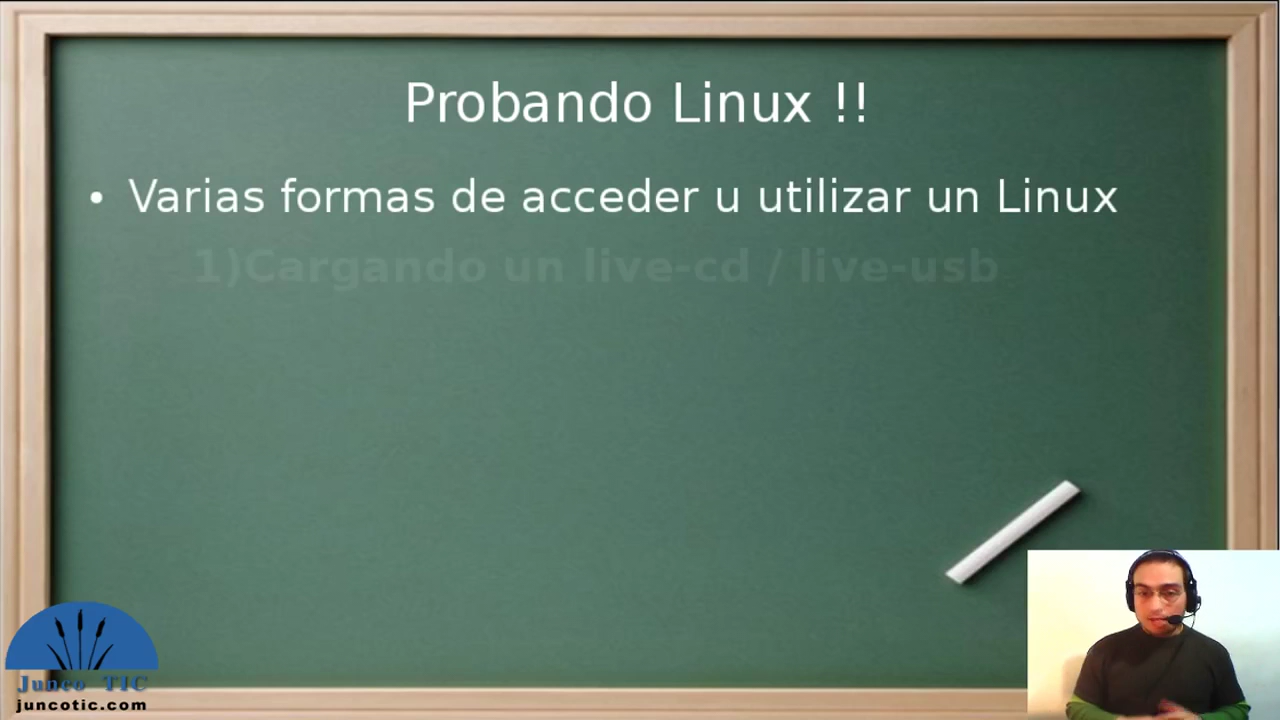 Probando Linux !!
• Varias formas de acceder u utilizar un Linux
1)Cargando un live-cd / live-usb
Junco TIC
juncotic.com